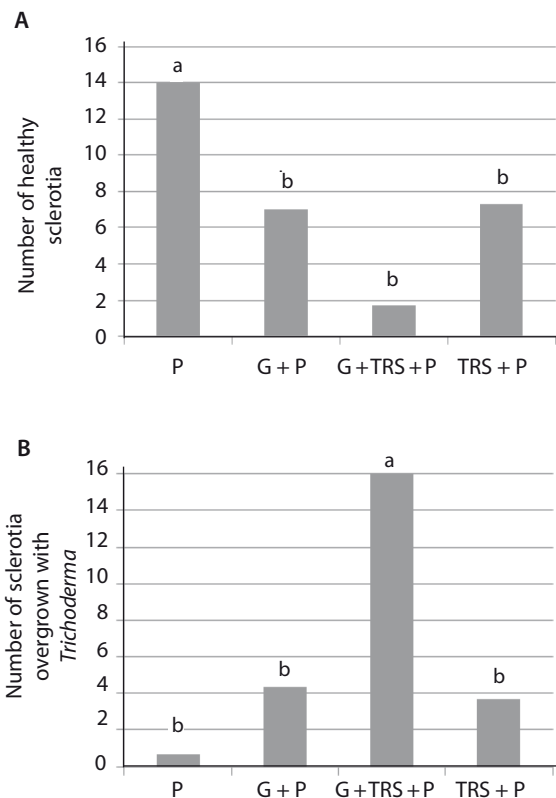 A
Number of healthy
sclerotia
16
14
12
10
8
6
4
2
0
a
b
b
b
P
G + P
G + TRS + P
TRS + P
B
Number of sclerotia
overgrown with
Trichoderma
16
14
12
10
8
6
4
2
0
b
b
a
b
P
G + P
G + TRS + P
TRS + P